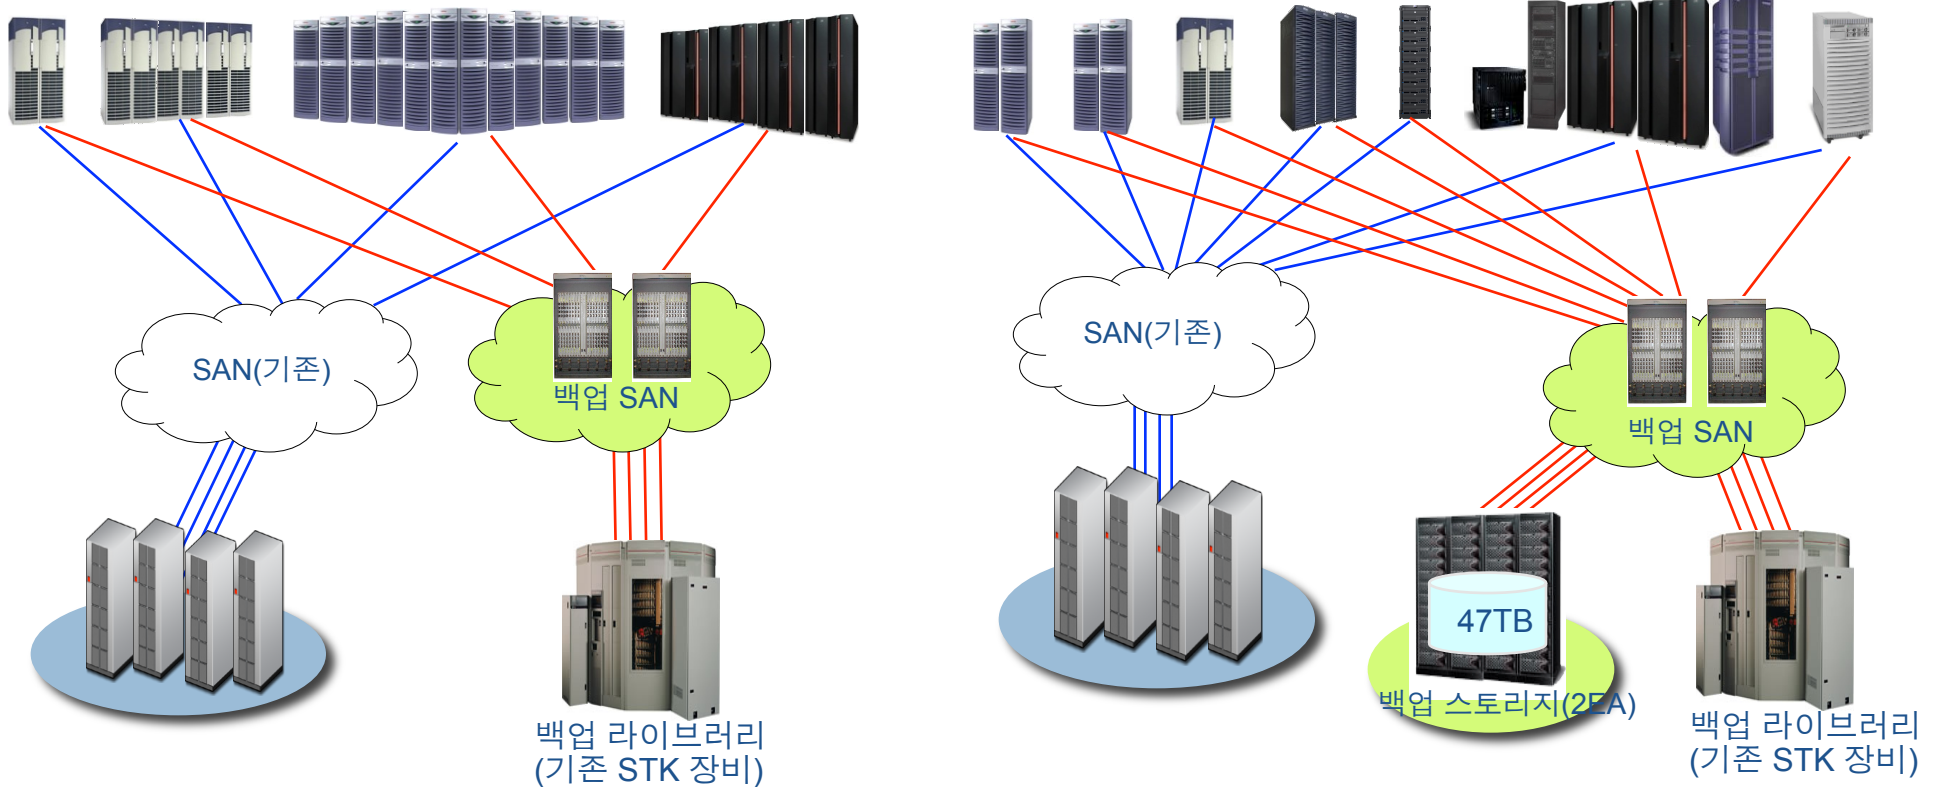 SAN(기존)
백업 SAN
백업 라이브러리
(기존 STK 장비)
SAN(기존)
백업 SAN
47TB
백업 스토리지(2EA)
백업 라이브러리
(기존 STK 장비)